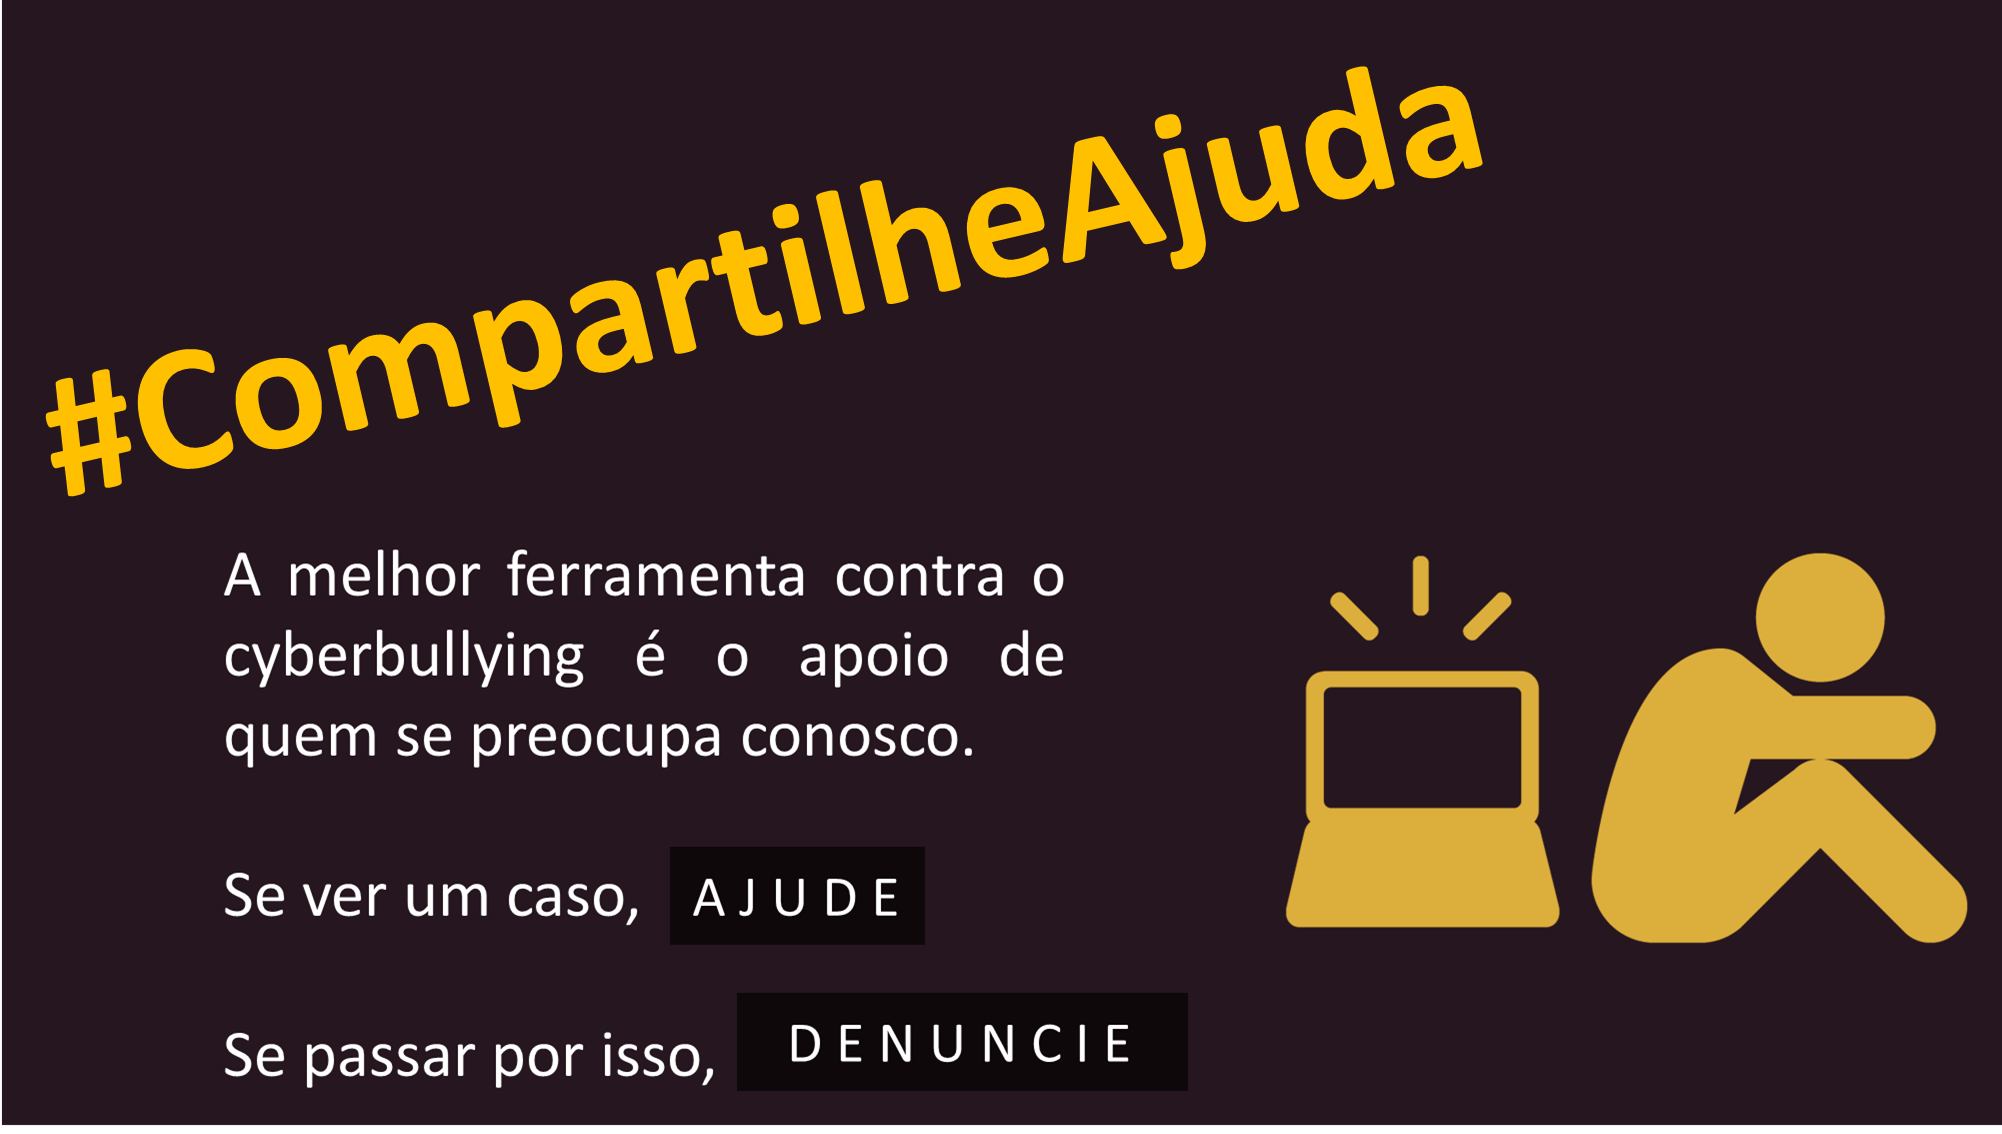 #CompartilheAjuda
A melhor ferramenta contra o
cyberbullying é o apoio de
quem se preocupa conosco.
Se ver um caso, AJUDE
Se passar por isso, DENUNCIE